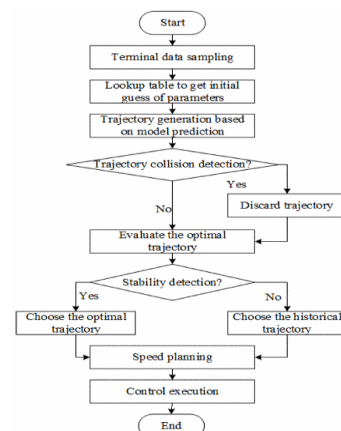 Start
Terminal data sampling
Lookup table to get initial
guess of parameters
Trajectory generation based
on model prediction
Trajectory collision detection?
Yes
No
Discard trajectory
Evaluate the optimal
trajectory
Stability detection?
Yes
No
Choose the optimal
trajectory
Choose the historical
trajectory
Speed planning
Control execution
End